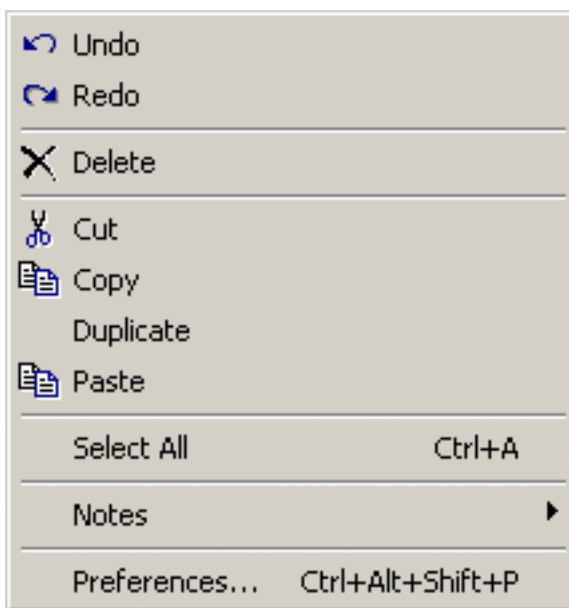 Undo
Redo
Delete
Cut
Copy
Duplicate
Paste
Select All Ctrl+A
Notes
Preferences... Ctrl+Alt+Shift+P